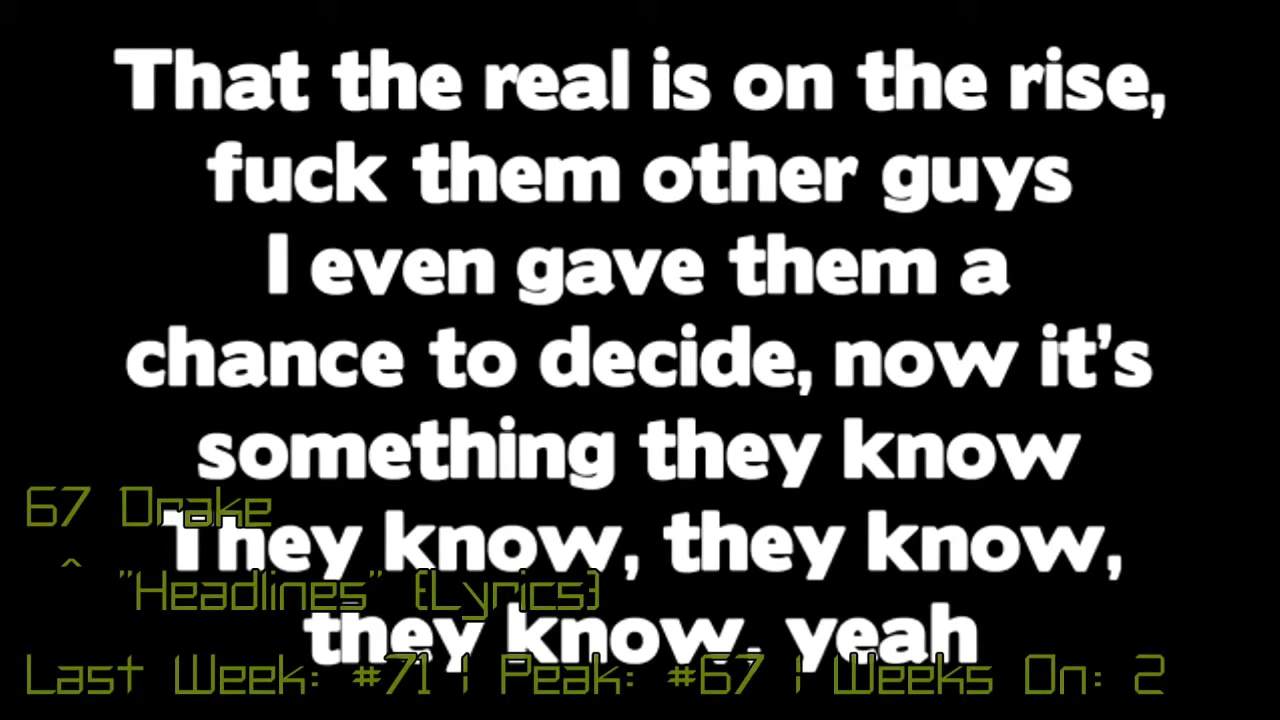 That the real is on the rise,
fuck them other guys
I even gave them a
chance to decide, now it's
something they know
They know, they know,
they know, yeah
67 Drake
^ "Headlines" {Lyrics}
Last Week: #71 | Peak: #67 | Weeks On: 2